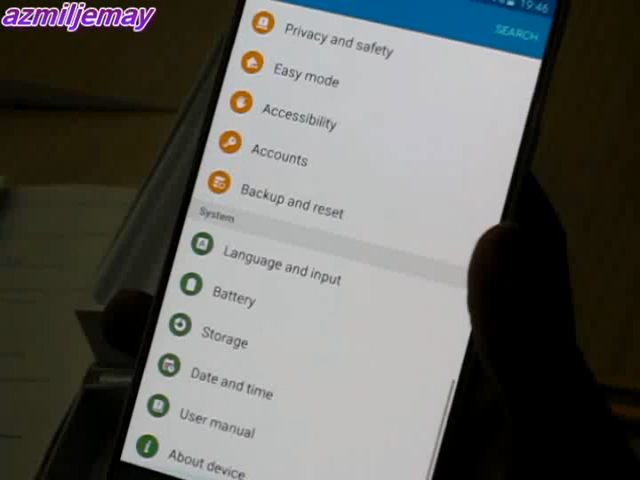 azmiljemay
19:46
SEARCH
Privacy and safety
Easy mode
Accessibility
Accounts
Backup and reset
System
Language and input
Battery
Storage
Date and time
User manual
About device